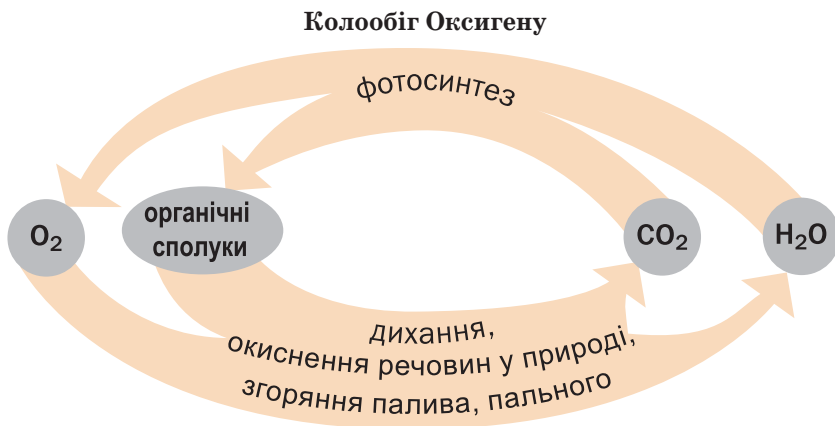 Колообіг Оксигену
фотосинтез
O₂
органічні
сполуки
CO₂
H₂O
дихання,
окиснення речовин у природі,
згоряння палива, пального